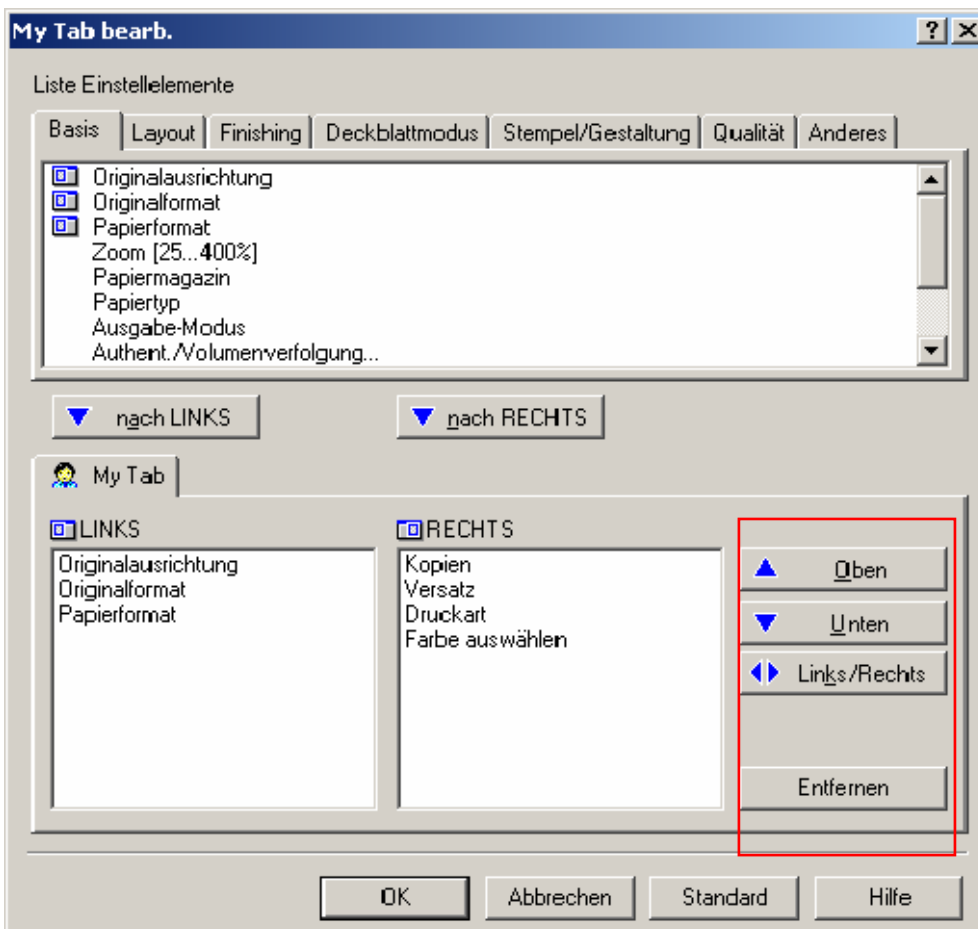 My Tab bearb.
Liste Einstellelemente
Basis Layout Finishing Deckblattmodus Stempel/Gestaltung Qualität Anderes
Originalausrichtung
Originalformat
Papierformat
Zoom [25...400%]
Papiermagazin
Papiertyp
Ausgabe-Modus
Authent./Volumenverfolgung...
nach LINKS nach RECHTS
My Tab
LINKS
Originalausrichtung
Originalformat
Papierformat
RECHTS
Kopien
Versatz
Druckart
Farbe auswählen
Oben
Unten
Links/Rechts
Entfernen
OK Abbrechen Standard Hilfe